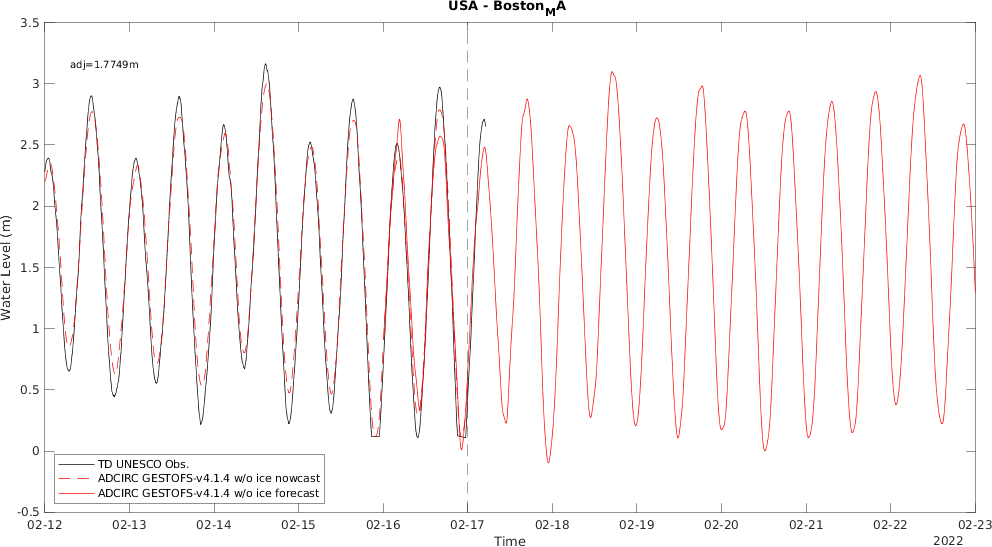 USA - Boston_MA
adj=1.7749m
3.5
3
2.5
2
1.5
1
0.5
0
-0.5
Water Level (m)
TD UNESCO Obs.
ADCIRC GESTOFS-v4.1.4 w/o ice nowcast
ADCIRC GESTOFS-v4.1.4 w/o ice forecast
02-12 02-13 02-14 02-15 02-16 02-17 02-18 02-19 02-20 02-21 02-22 02-23
Time
2022